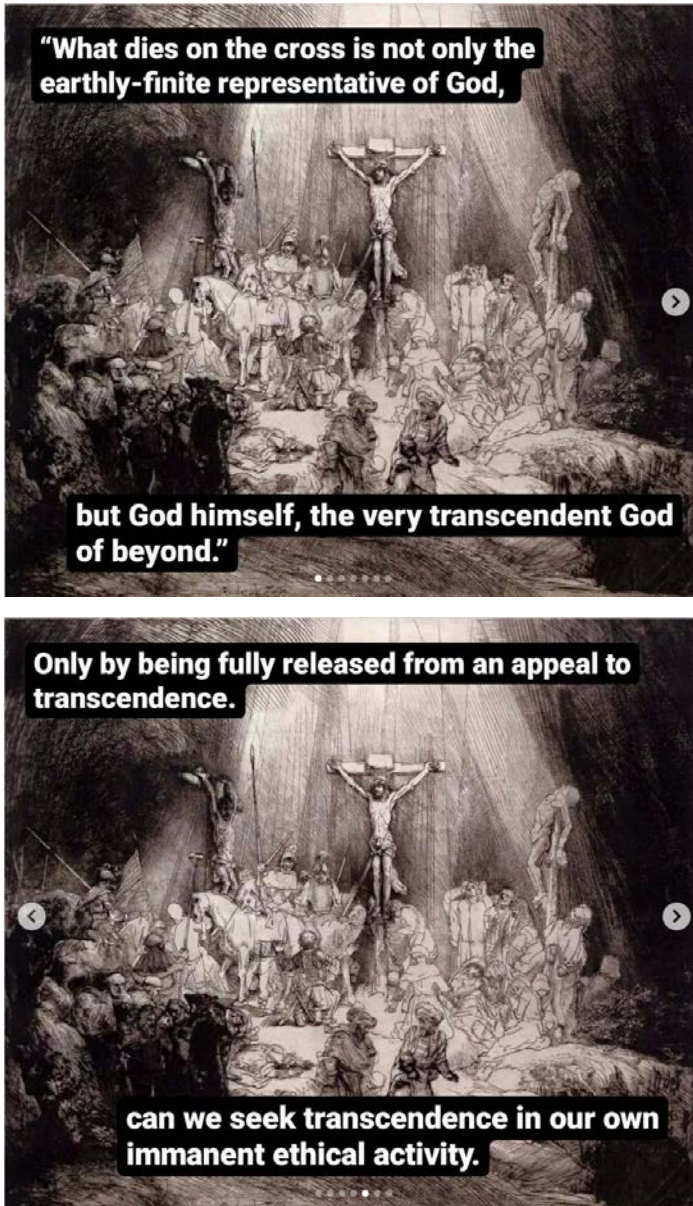 “What dies on the cross is not only the
earthly-finite representative of God,
but God himself, the very transcendent God
of beyond.”
Only by being fully released from an appeal to
transcendence.
can we seek transcendence in our own
immanent ethical activity.